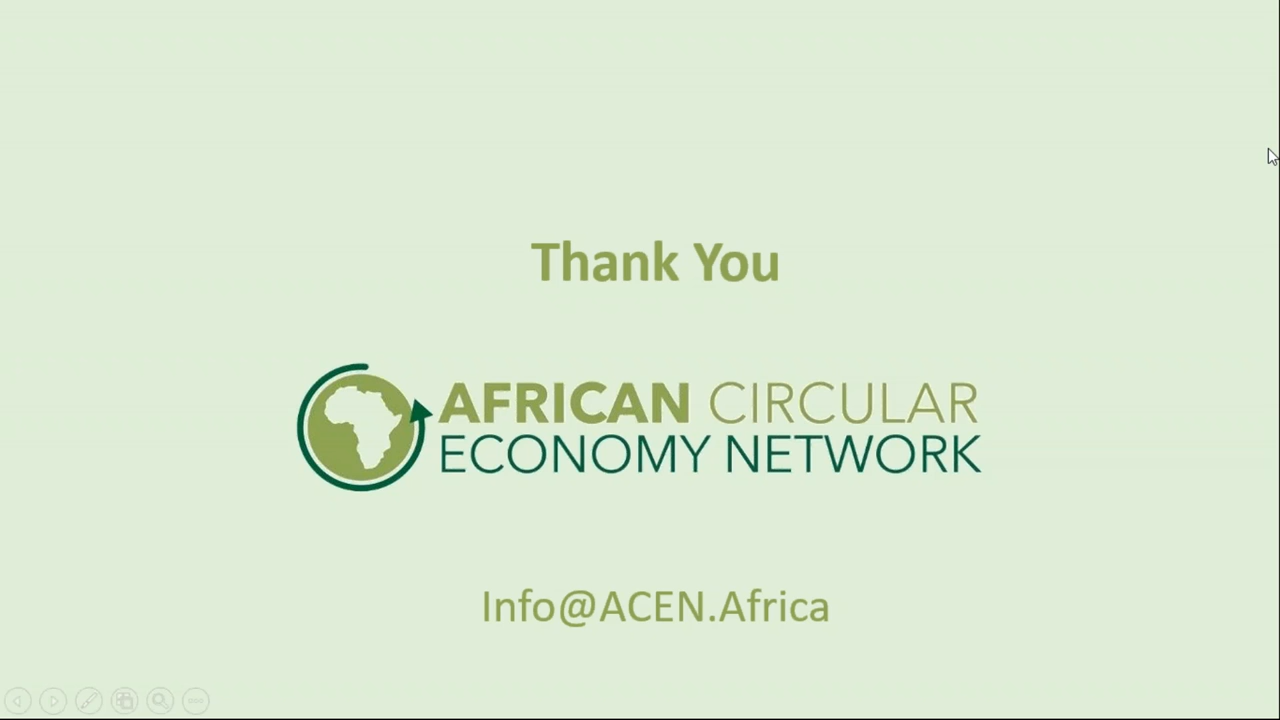 Thank You
AFRICAN CIRCULAR
ECONOMY NETWORK
Info@ACEN.Africa